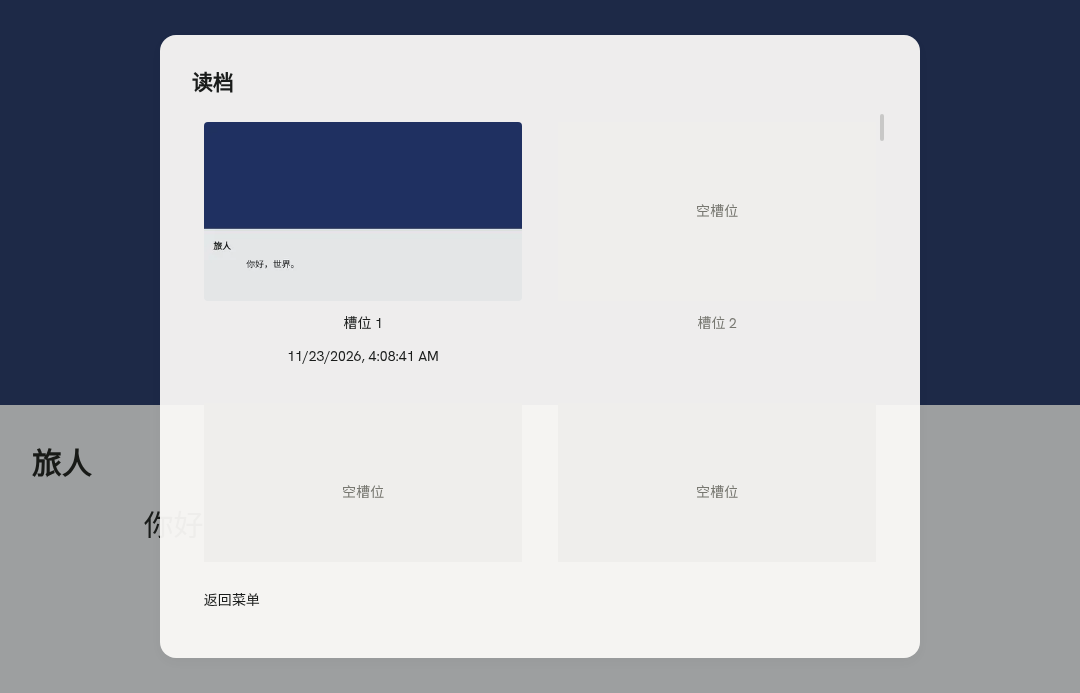 读档
旅人
你好，世界。
空槽位
槽位 1
槽位 2
11/23/2026, 4:08:41 AM
旅人
你好
空槽位
空槽位
返回菜单